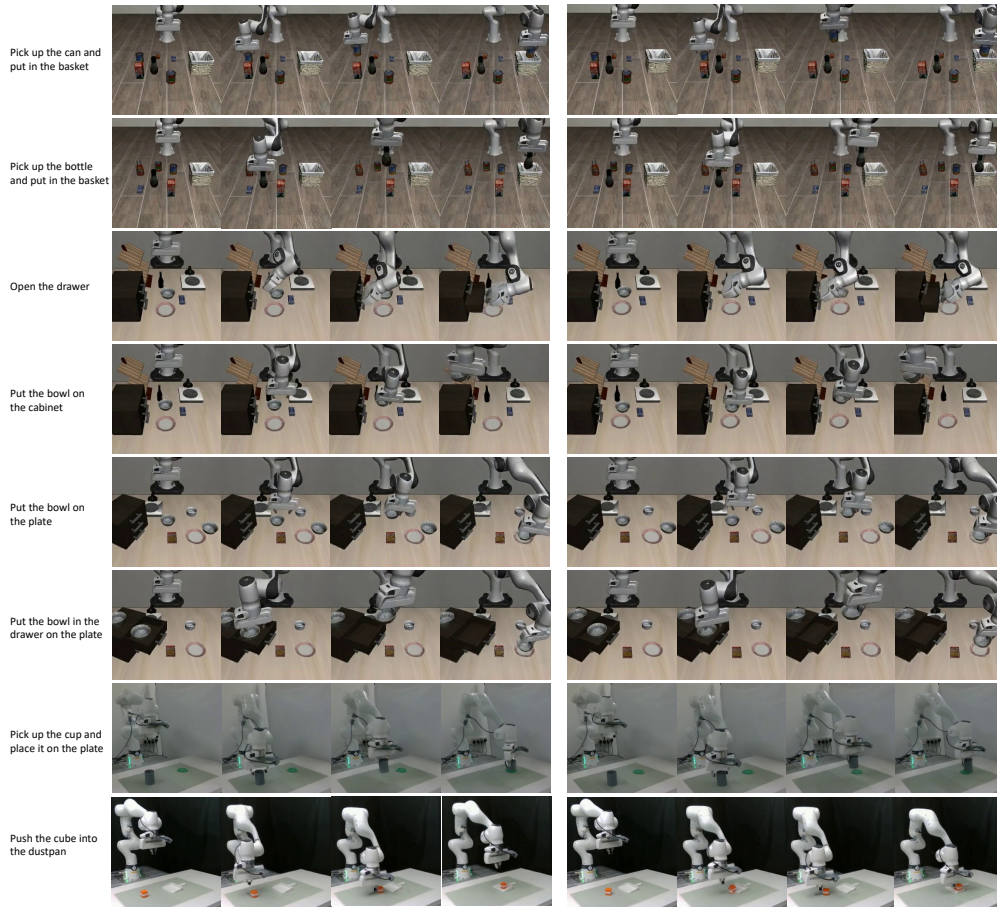 Pick up the can and
put in the basket
Pick up the bottle
and put in the basket
Open the drawer
Put the bowl on
the cabinet
Put the bowl on
the plate
Put the bowl in the
drawer on the plate
Pick up the cup and
place it on the plate
Push the cube into
the dustpan